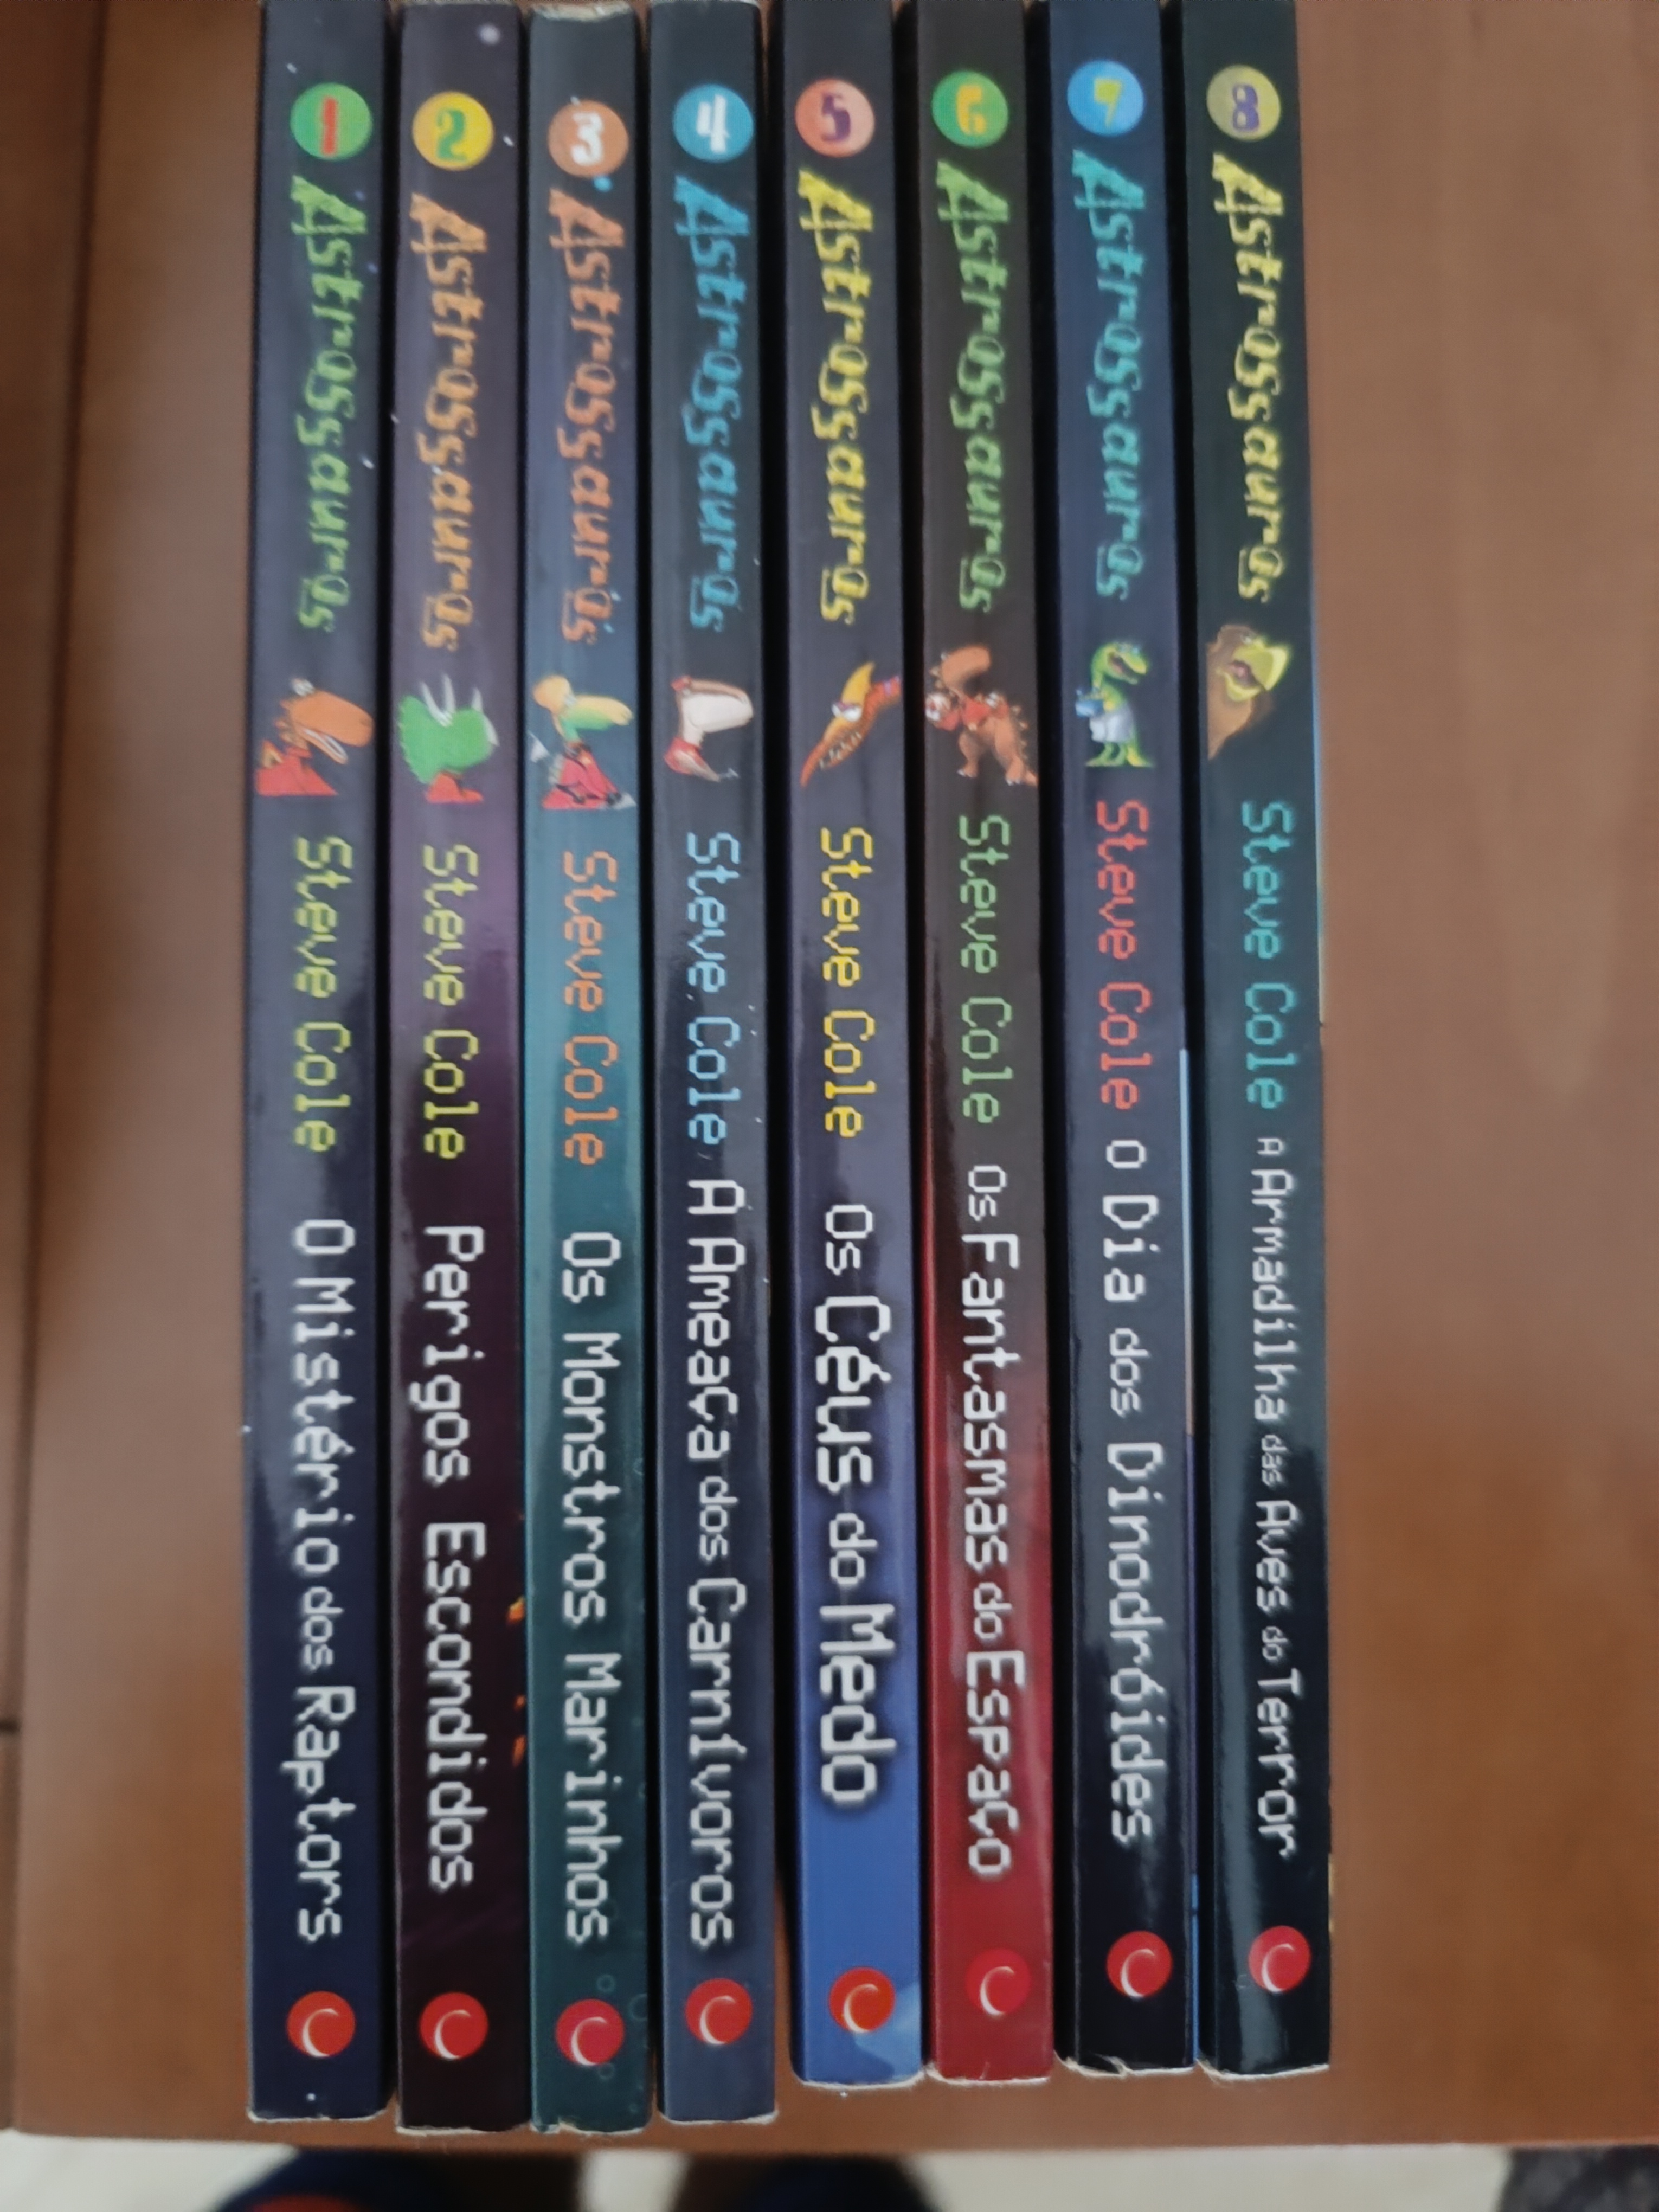 1 Astrossauros Steve Cole O Mistério dos Raptors
2 Astrossauros Steve Cole Perigos Escondidos
3 Astrossauros Steve Cole Os Monstros Marinhos
4 Astrossauros Steve Cole A Ameaça dos Carnívoros
5 Astrossauros Steve Cole Os Céus do Medo
6 Astrossauros Steve Cole Os Fantasmas do Espaço
7 Astrossauros Steve Cole O Dia dos Dinodróides
8 Astrossauros Steve Cole A Armadilha das Aves do Terror